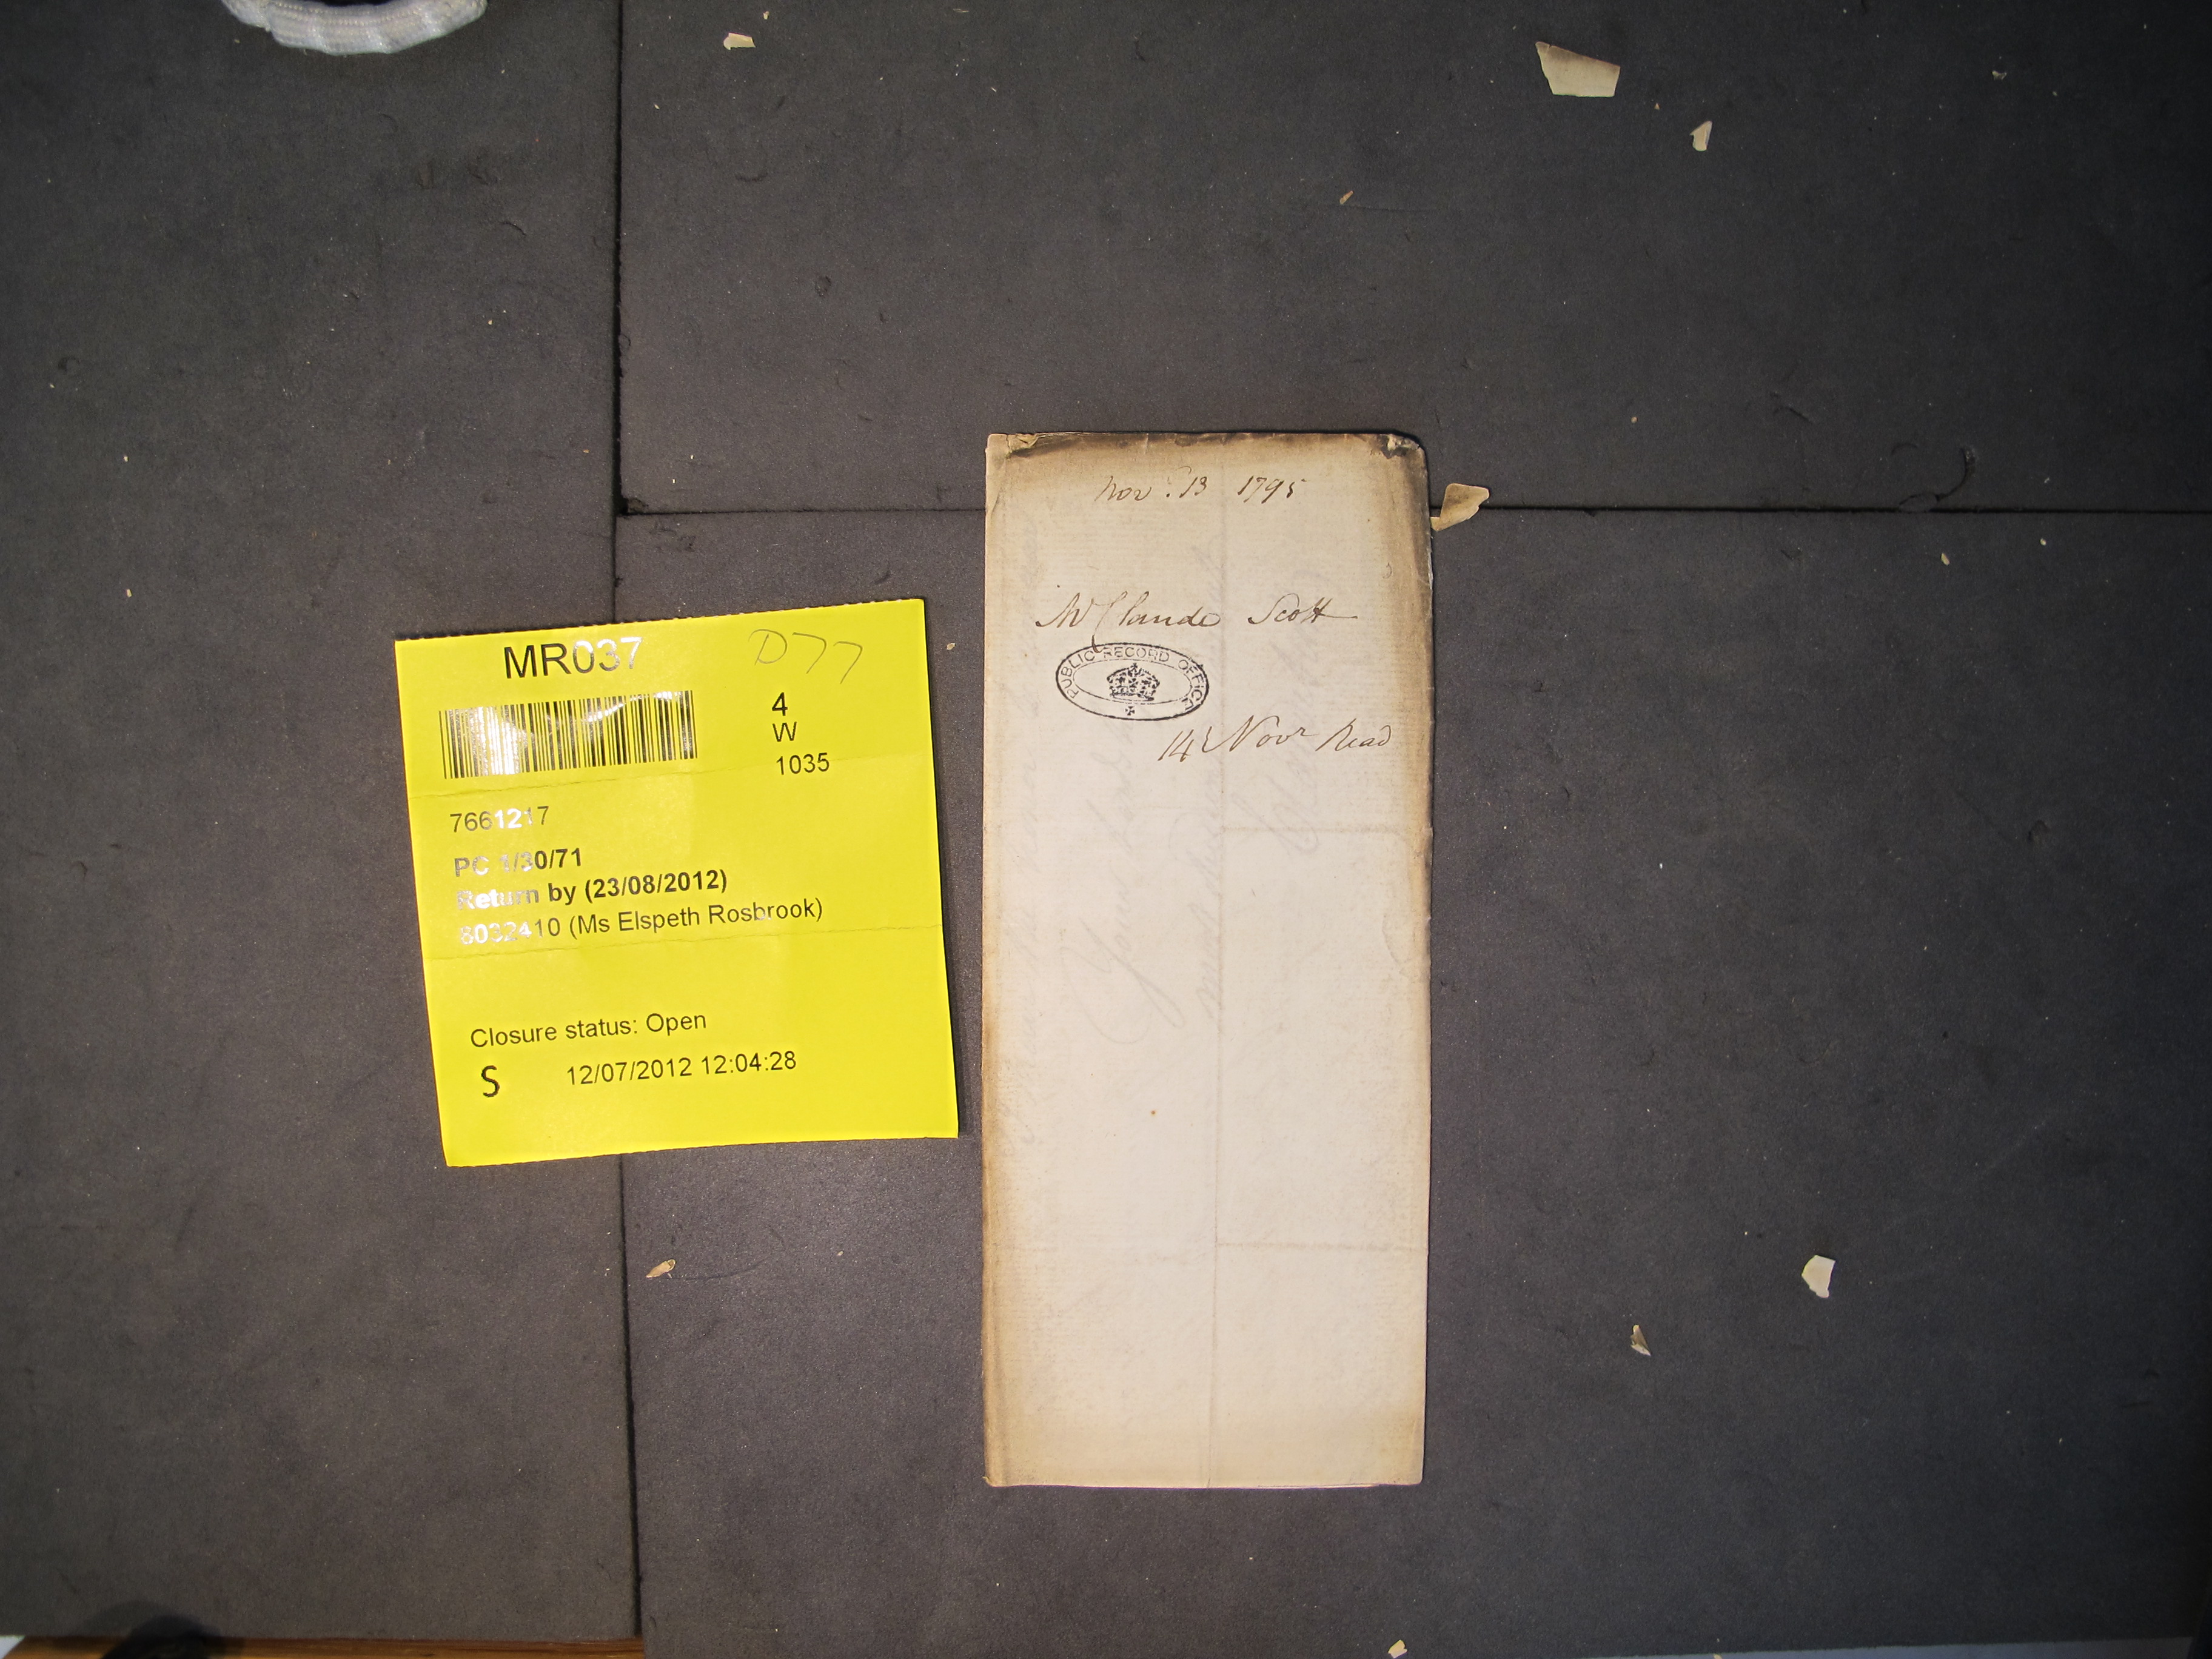 MR037
D77
4
W
1035
7661217
PC 1/30/71
Return by (23/08/2012)
8032410 (Ms Elspeth Rosbrook)
Closure status: Open
S 12/07/2012 12:04:28
Nov. 13 1795
Mr Claude Scott
PUBLIC RECORD OFFICE
14 Novr Read